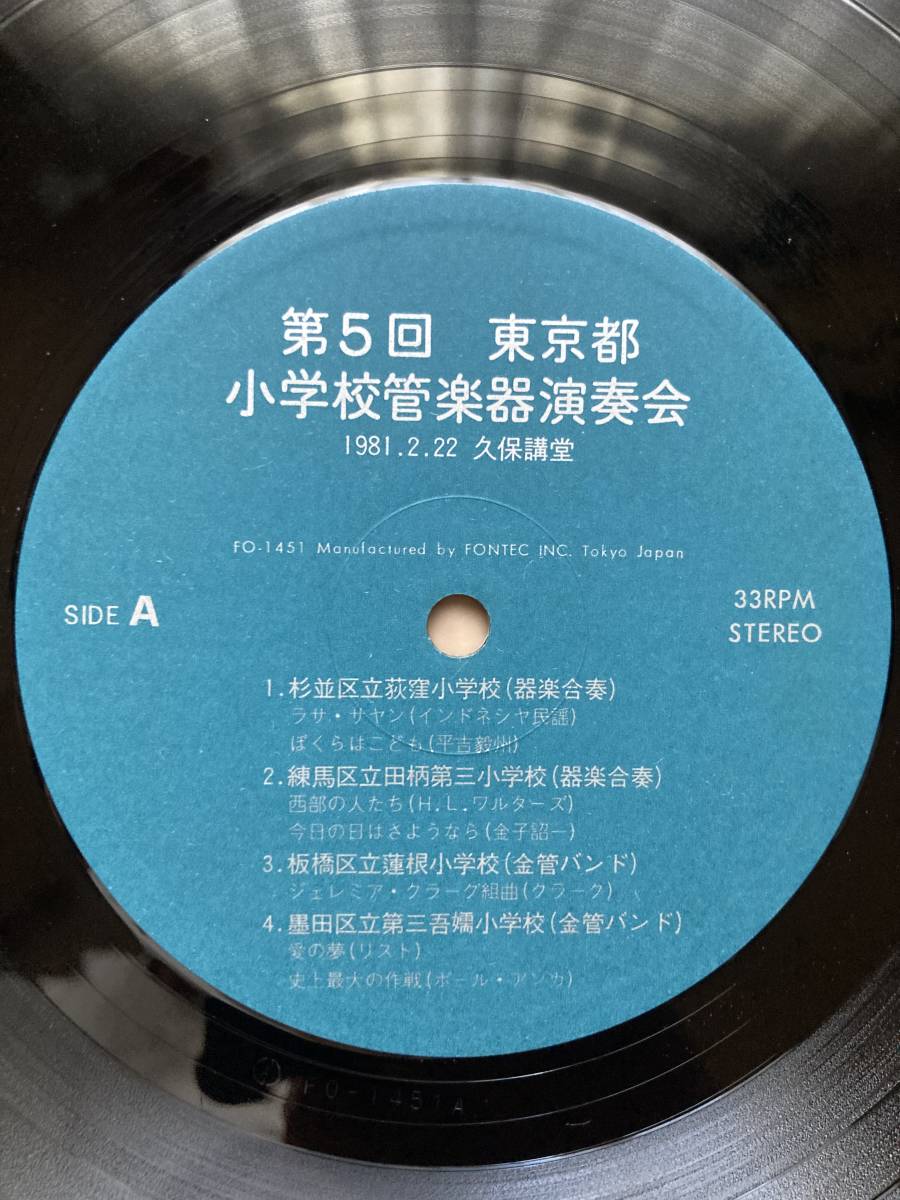 第5回 東京都
小学校管楽器演奏会
1981.2.22 久保講堂
FO-1451 Manufactured by FONTEC INC. Tokyo Japan
SIDE A
33RPM
STEREO
1.杉並区立荻窪小学校(器楽合奏)
ラサ・サヤン(インドネシヤ民謡)
ぼくらはこども(平吉毅州)
2.練馬区立田柄第三小学校(器楽合奏)
西部の人たち(H.L.ワルターズ)
今日の日はさようなら(金子詔一)
3.板橋区立蓮根小学校(金管バンド)
ジェレミア・クラーグ組曲(クラーク)
4.墨田区立第三吾嬬小学校(金管バンド)
愛の夢(リスト)
史上最大の作戦(ポール・アンカ)
FO-1451A